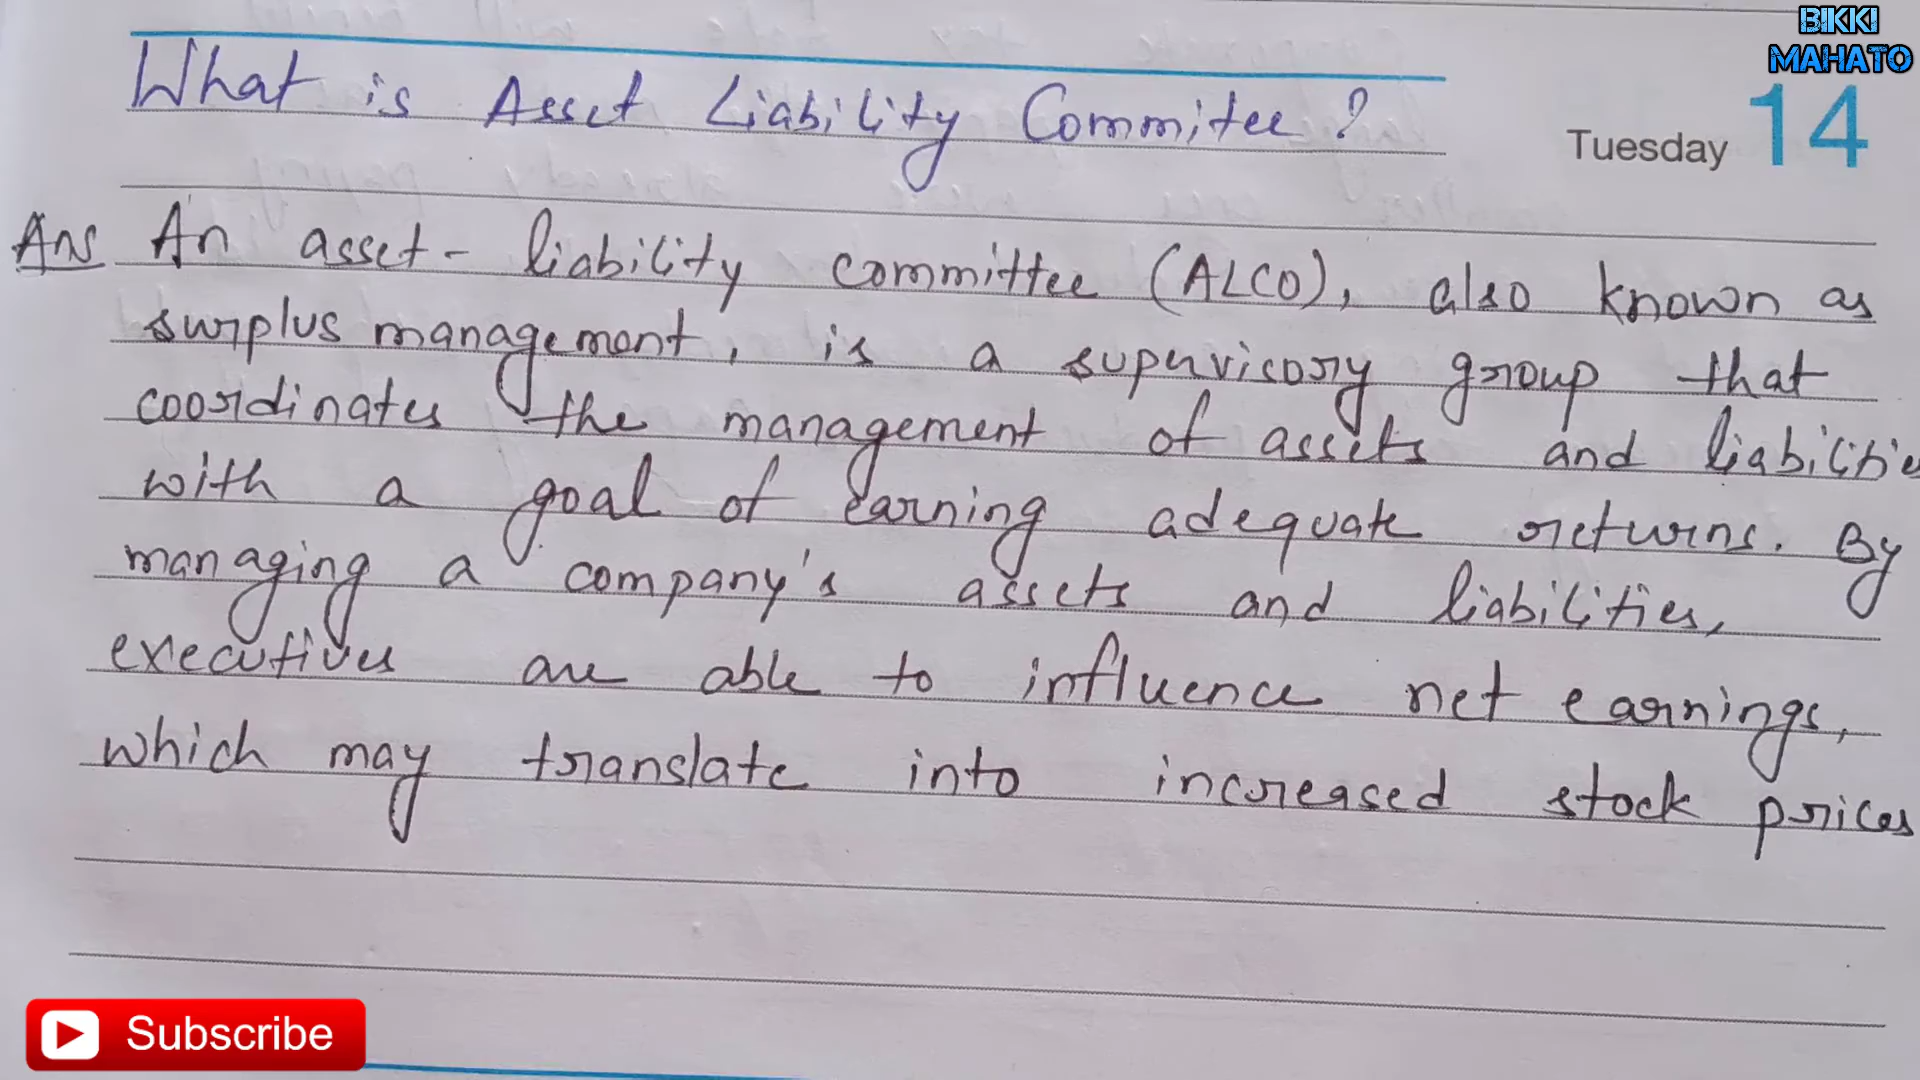 BIKKI
MAHATO
What is Asset Liability Commitee?
Tuesday 14
Ans An asset-liability committee (ALCO), also known as
surplus management, is a supervisory group that
coordinates the management of assets and liabilities
with a goal of earning adequate returns. By
managing a company's assets and liabilities,
executives are able to influence net earnings,
which may translate into increased stock prices
Subscribe